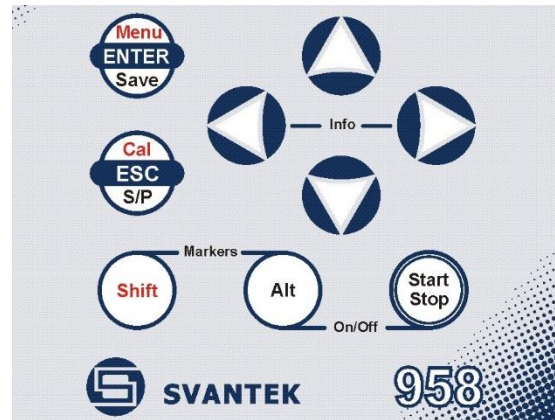 Menu
ENTER
Save
Info
Cal
ESC
S/P
Markers
Shift
Alt
Start
Stop
On/Off
SVANTEK
958